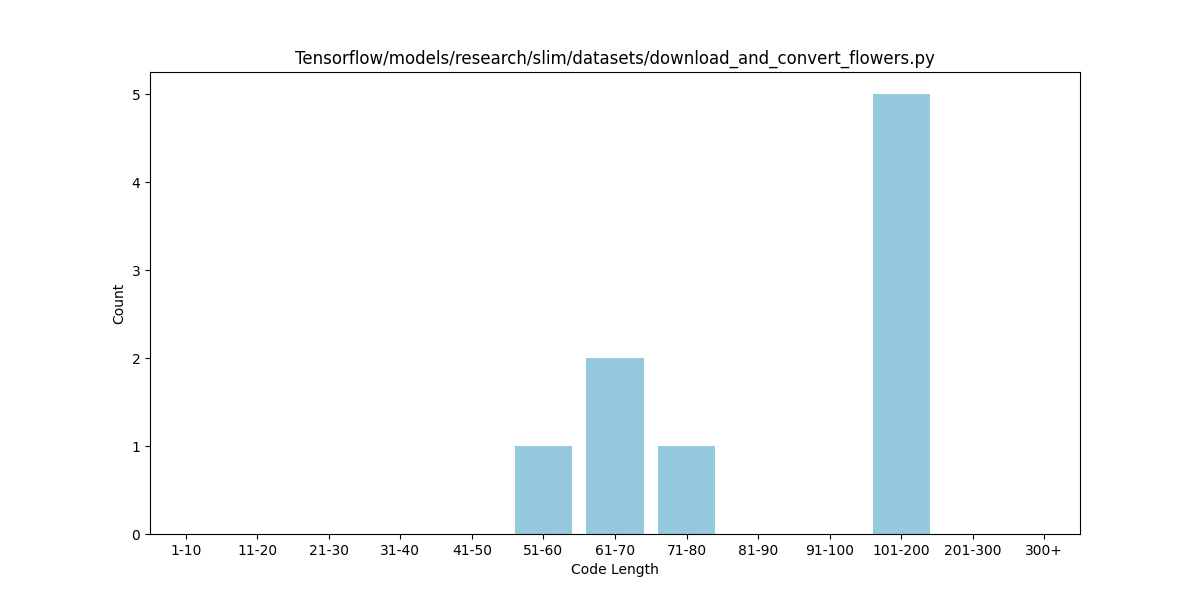 Tensorflow/models/research/slim/datasets/download_and_convert_flowers.py
5
4
3
2
1
0
Count
1-10 11-20 21-30 31-40 41-50 51-60 61-70 71-80 81-90 91-100 101-200 201-300 300+
Code Length